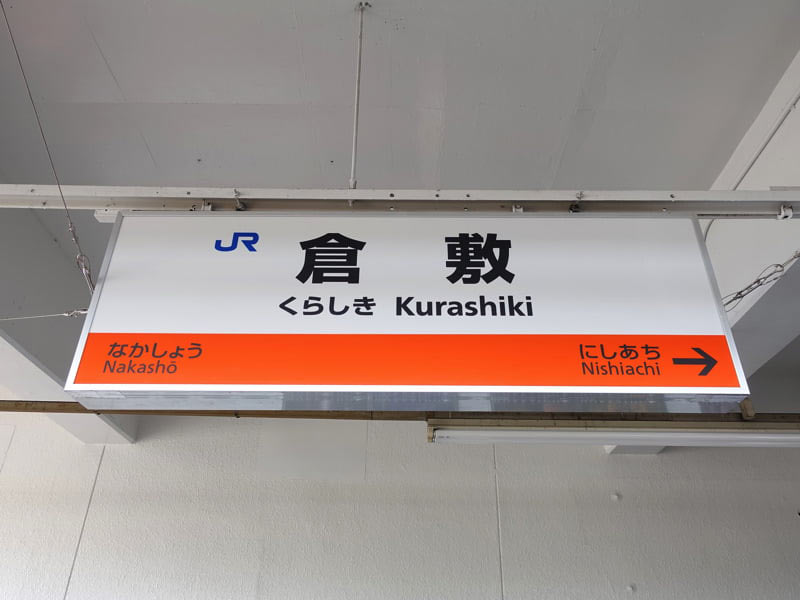 JR 倉敷
くらしき Kurashiki
なかしょう にしあち →
Nakashō Nishiachi